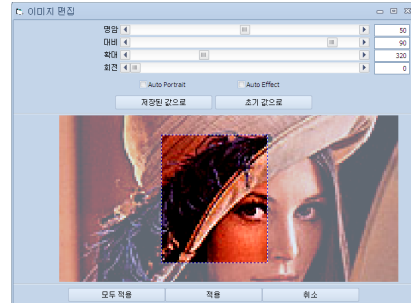 이미지 편집
명암 50
대비 90
확대 320
회전 0
Auto Portrait Auto Effect
저장된 값으로 초기 값으로
모두 적용 적용 취소